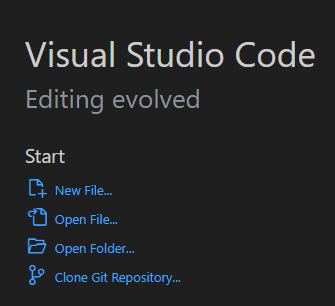 Visual Studio Code
Editing evolved
Start
New File...
Open File...
Open Folder...
Clone Git Repository...